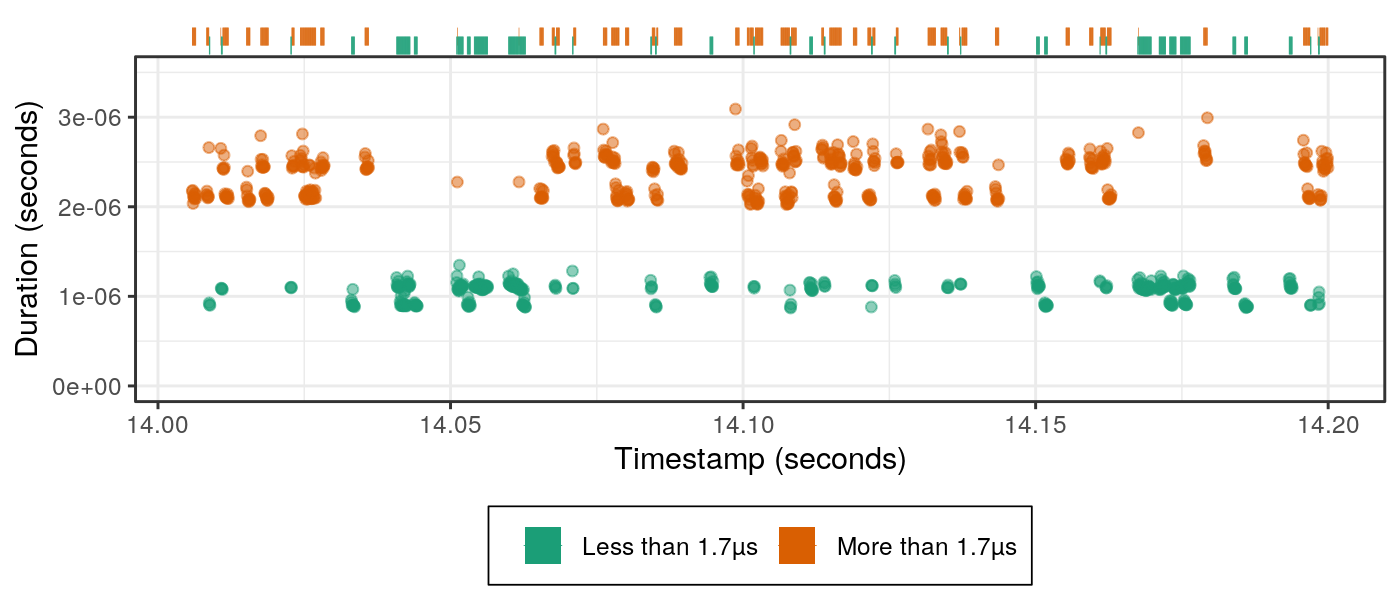 3e-06
2e-06
1e-06
0e+00
Duration (seconds)
14.00 14.05 14.10 14.15 14.20
Timestamp (seconds)
Less than 1.7µs More than 1.7µs